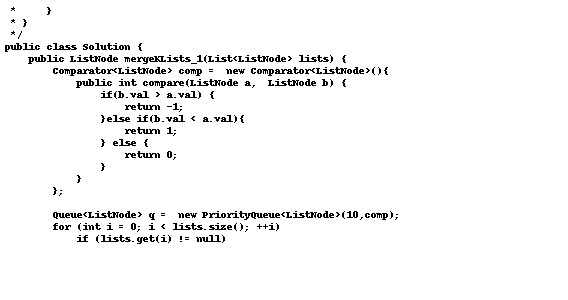 *     }
 * }
 */
public class Solution {
    public ListNode mergeKLists_1(List<ListNode> lists) {
        Comparator<ListNode> comp =  new Comparator<ListNode>(){
            public int compare(ListNode a,  ListNode b) {
                if(b.val > a.val) {
                    return -1;
                }else if(b.val < a.val){
                    return 1;
                } else {
                    return 0;
                }
            }
        };

        Queue<ListNode> q =  new PriorityQueue<ListNode>(10,comp);
        for (int i = 0; i < lists.size(); ++i)
            if (lists.get(i) != null)